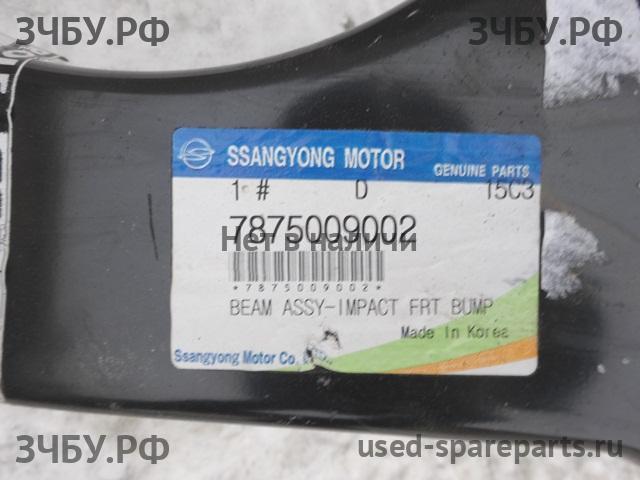 ЗЧБУ.РФ
ЗЧБУ.РФ
SSANGYONG MOTOR
GENUINE PARTS
1 # D 15C3
7875009002
Нет в наличи
*7875009002*
BEAM ASSY-IMPACT FRT BUMP
Made In Korea
Ssangyong Motor Co.
ЗЧБУ.РФ
used-spareparts.ru